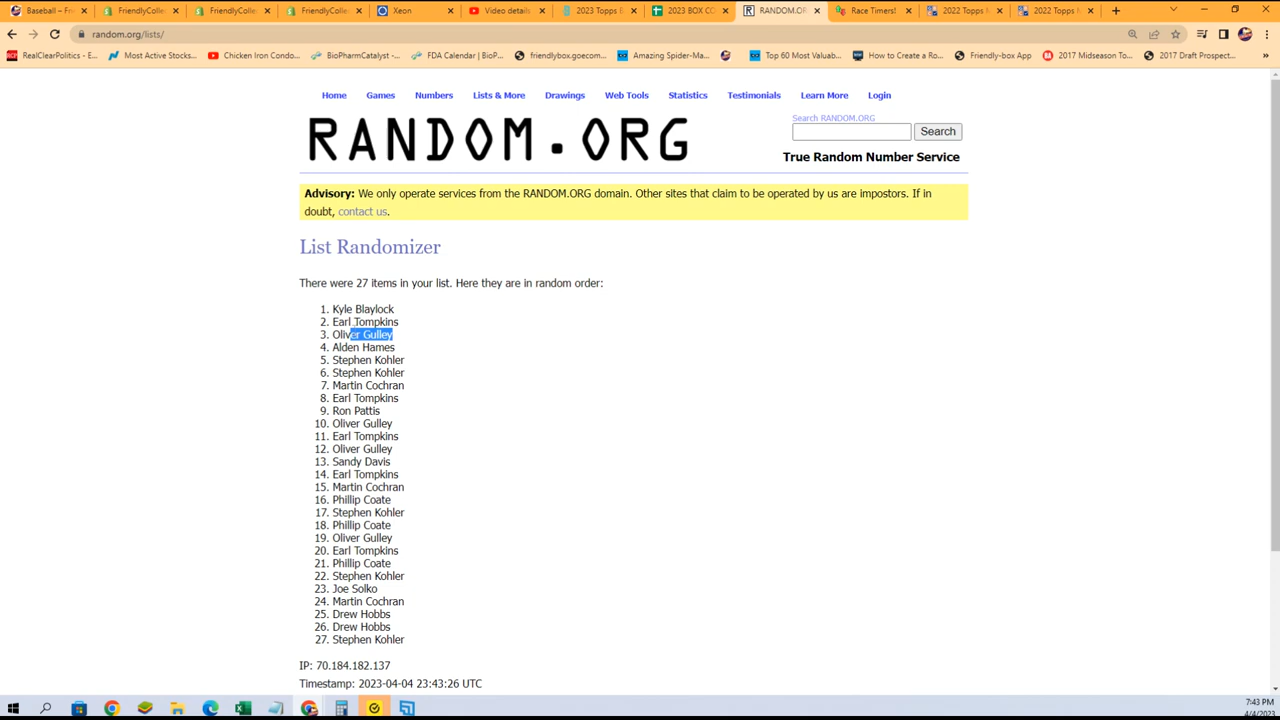 Baseball – Fr
FriendlyColle
FriendlyColle
FriendlyColle
Xeon
Video details
2023 Topps B
2023 BOX CO
RANDOM.OR
Race Timers!
2022 Topps N
2022 Topps M
random.org/lists/
RealClearPolitics - E...
Most Active Stocks...
Chicken Iron Condo...
BioPharmCatalyst -...
FDA Calendar | BioP...
friendlybox.goecom...
Amazing Spider-Ma...
Top 60 Most Valuab...
How to Create a Ro...
Friendly-box App
2017 Midseason To...
2017 Draft Prospect...
»
Home Games Numbers Lists & More Drawings Web Tools Statistics Testimonials Learn More Login
RANDOM.ORG
Search RANDOM.ORG
Search
True Random Number Service
Advisory: We only operate services from the RANDOM.ORG domain. Other sites that claim to be operated by us are impostors. If in
doubt, contact us.
List Randomizer
There were 27 items in your list. Here they are in random order:
1. Kyle Blaylock
2. Earl Tompkins
3. Oliver Gulley
4. Alden Hames
5. Stephen Kohler
6. Stephen Kohler
7. Martin Cochran
8. Earl Tompkins
9. Ron Pattis
10. Oliver Gulley
11. Earl Tompkins
12. Oliver Gulley
13. Sandy Davis
14. Earl Tompkins
15. Martin Cochran
16. Phillip Coate
17. Stephen Kohler
18. Phillip Coate
19. Oliver Gulley
20. Earl Tompkins
21. Phillip Coate
22. Stephen Kohler
23. Joe Solko
24. Martin Cochran
25. Drew Hobbs
26. Drew Hobbs
27. Stephen Kohler
IP: 70.184.182.137
Timestamp: 2023-04-04 23:43:26 UTC
7:43 PM
4/4/2023